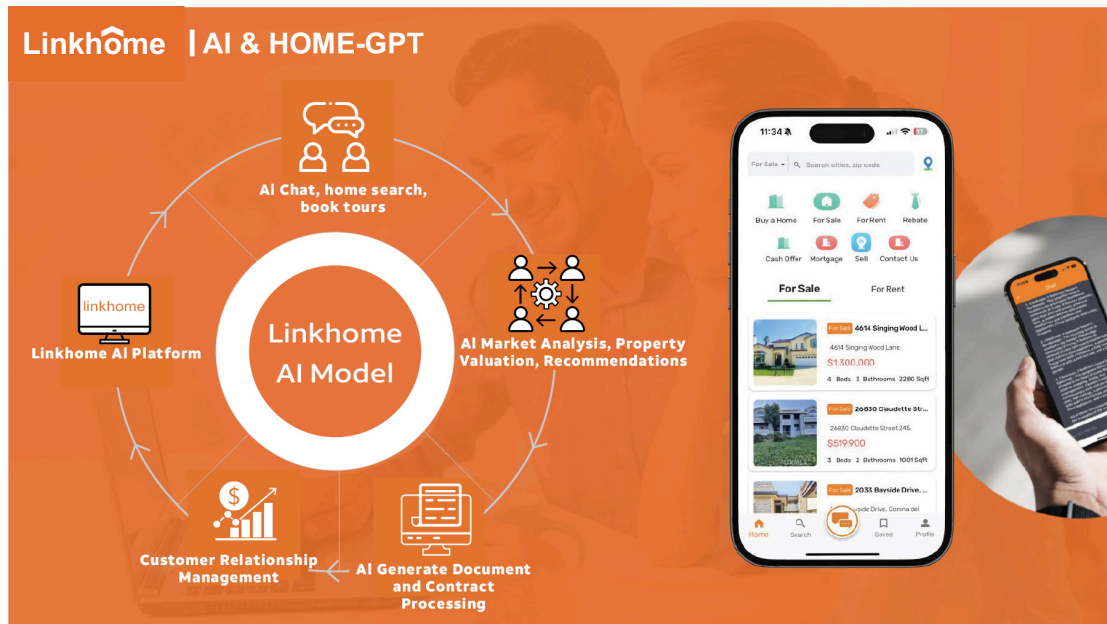 Linkhome | AI & HOME-GPT
AI Chat, home search,
book tours
linkhome
Linkhome AI Platform
Linkhome
AI Model
AI Market Analysis, Property
Valuation, Recommendations
Customer Relationship
Management
AI Generate Document
and Contract
Processing
11:34
For Sale
Search cities, zip code
Buy a Home For Sale For Rent Rebate
Cash Offer Mortgage Sell Contact Us
For Sale For Rent
For Sale 4614 Singing Wood L...
4614 Singing Wood Lane
$1,300,000
4 Beds 3 Bathrooms 2280 Sqft
For Sale 26830 Claudette Str...
26830 Claudette Street 245,
$519,900
3 Beds 2 Bathrooms 1001 Sqft
For Sale 2033 Bayside Drive, ...
Drive, Corona del
Home Search Saved Profile
Chat